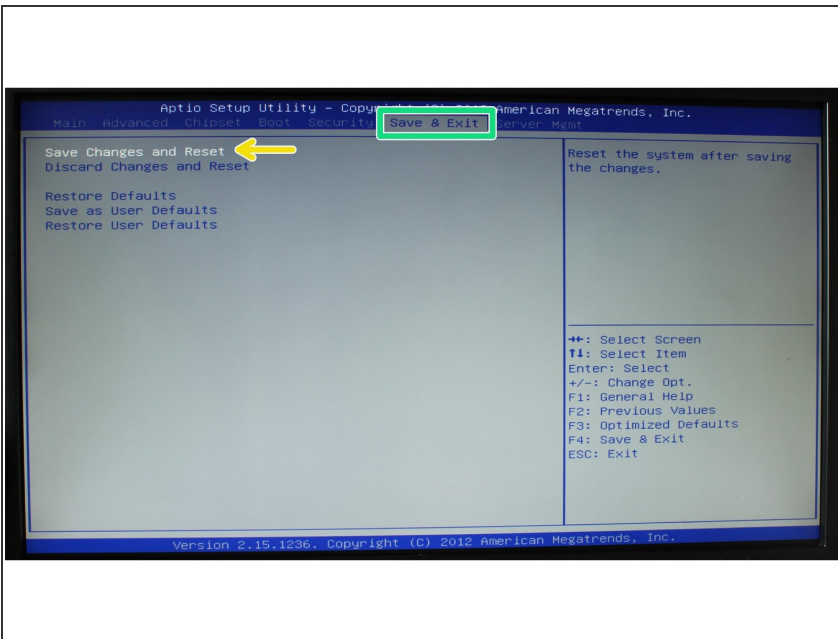 Aptio Setup Utility - Copyright (C) 2012 American Megatrends, Inc.
Main Advanced Chipset Boot Security Save & Exit Server Mgmt
Save Changes and Reset
Discard Changes and Reset
Restore Defaults
Save as User Defaults
Restore User Defaults
Reset the system after saving
the changes.
→←: Select Screen
↑↓: Select Item
Enter: Select
+/-: Change Opt.
F1: General Help
F2: Previous Values
F3: Optimized Defaults
F4: Save & Exit
ESC: Exit
Version 2.15.1236. Copyright (C) 2012 American Megatrends, Inc.